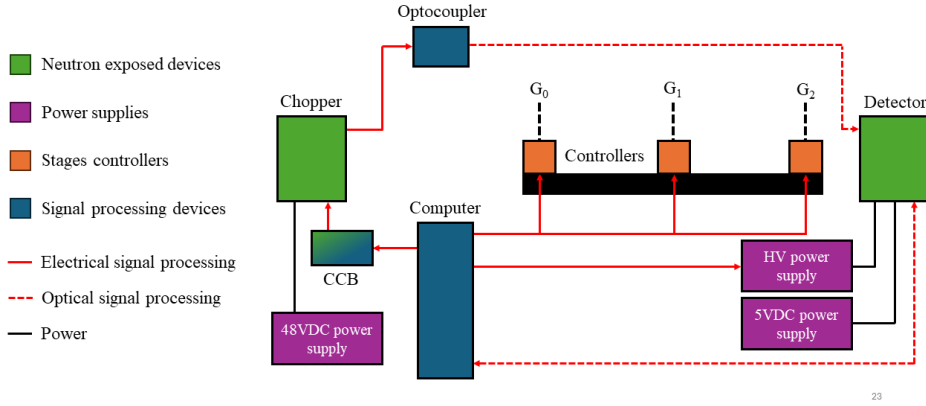 Optocoupler
Neutron exposed devices
Chopper
G0
G1
G2
Detector
Power supplies
Stages controllers
Controllers
Signal processing devices
Computer
Electrical signal processing
CCB
HV power
supply
Optical signal processing
5VDC power
supply
Power
48VDC power
supply
23